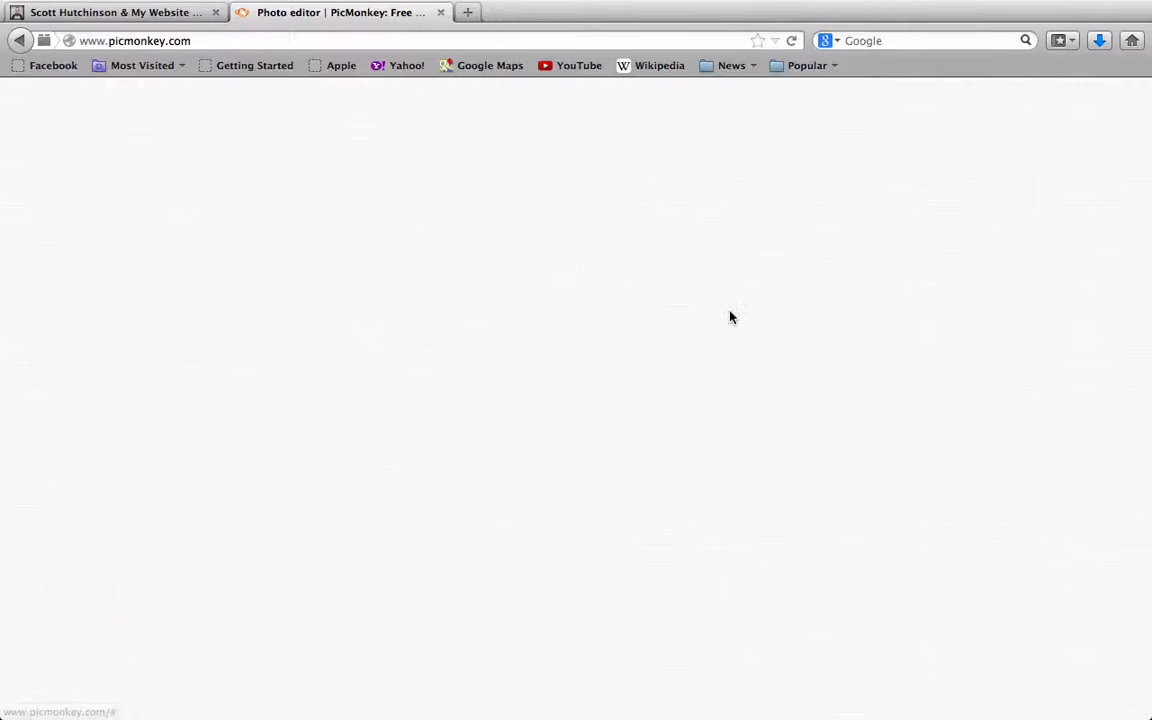 Scott Hutchinson & My Website ...
Photo editor | PicMonkey: Free ...
www.picmonkey.com
Google
Facebook
Most Visited
Getting Started
Apple
Yahoo!
Google Maps
YouTube
W Wikipedia
News
Popular
www.picmonkey.com/#